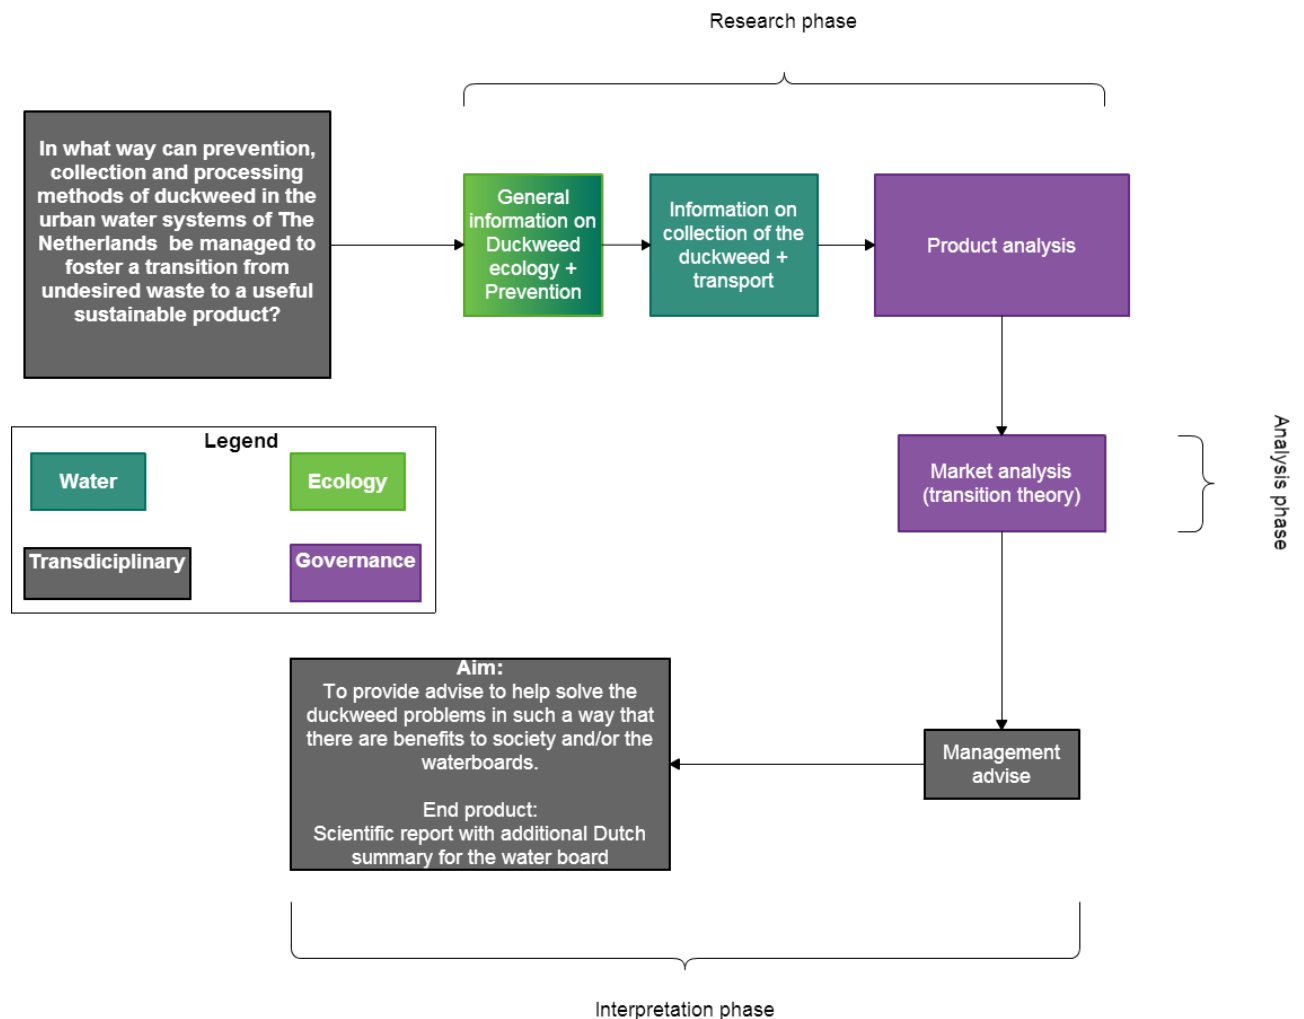 Research phase
In what way can prevention,
collection and processing
methods of duckweed in the
urban water systems of The
Netherlands be managed to
foster a transition from
undesired waste to a useful
sustainable product?
General
information on
Duckweed
ecology +
Prevention
Information on
collection of the
duckweed +
transport
Product analysis
Legend
Water
Ecology
Transdiciplinary
Governance
Market analysis
(transition theory)
Analysis phase
Aim:
To provide advise to help solve the
duckweed problems in such a way that
there are benefits to society and/or the
waterboards.
End product:
Scientific report with additional Dutch
summary for the water board
Management
advise
Interpretation phase